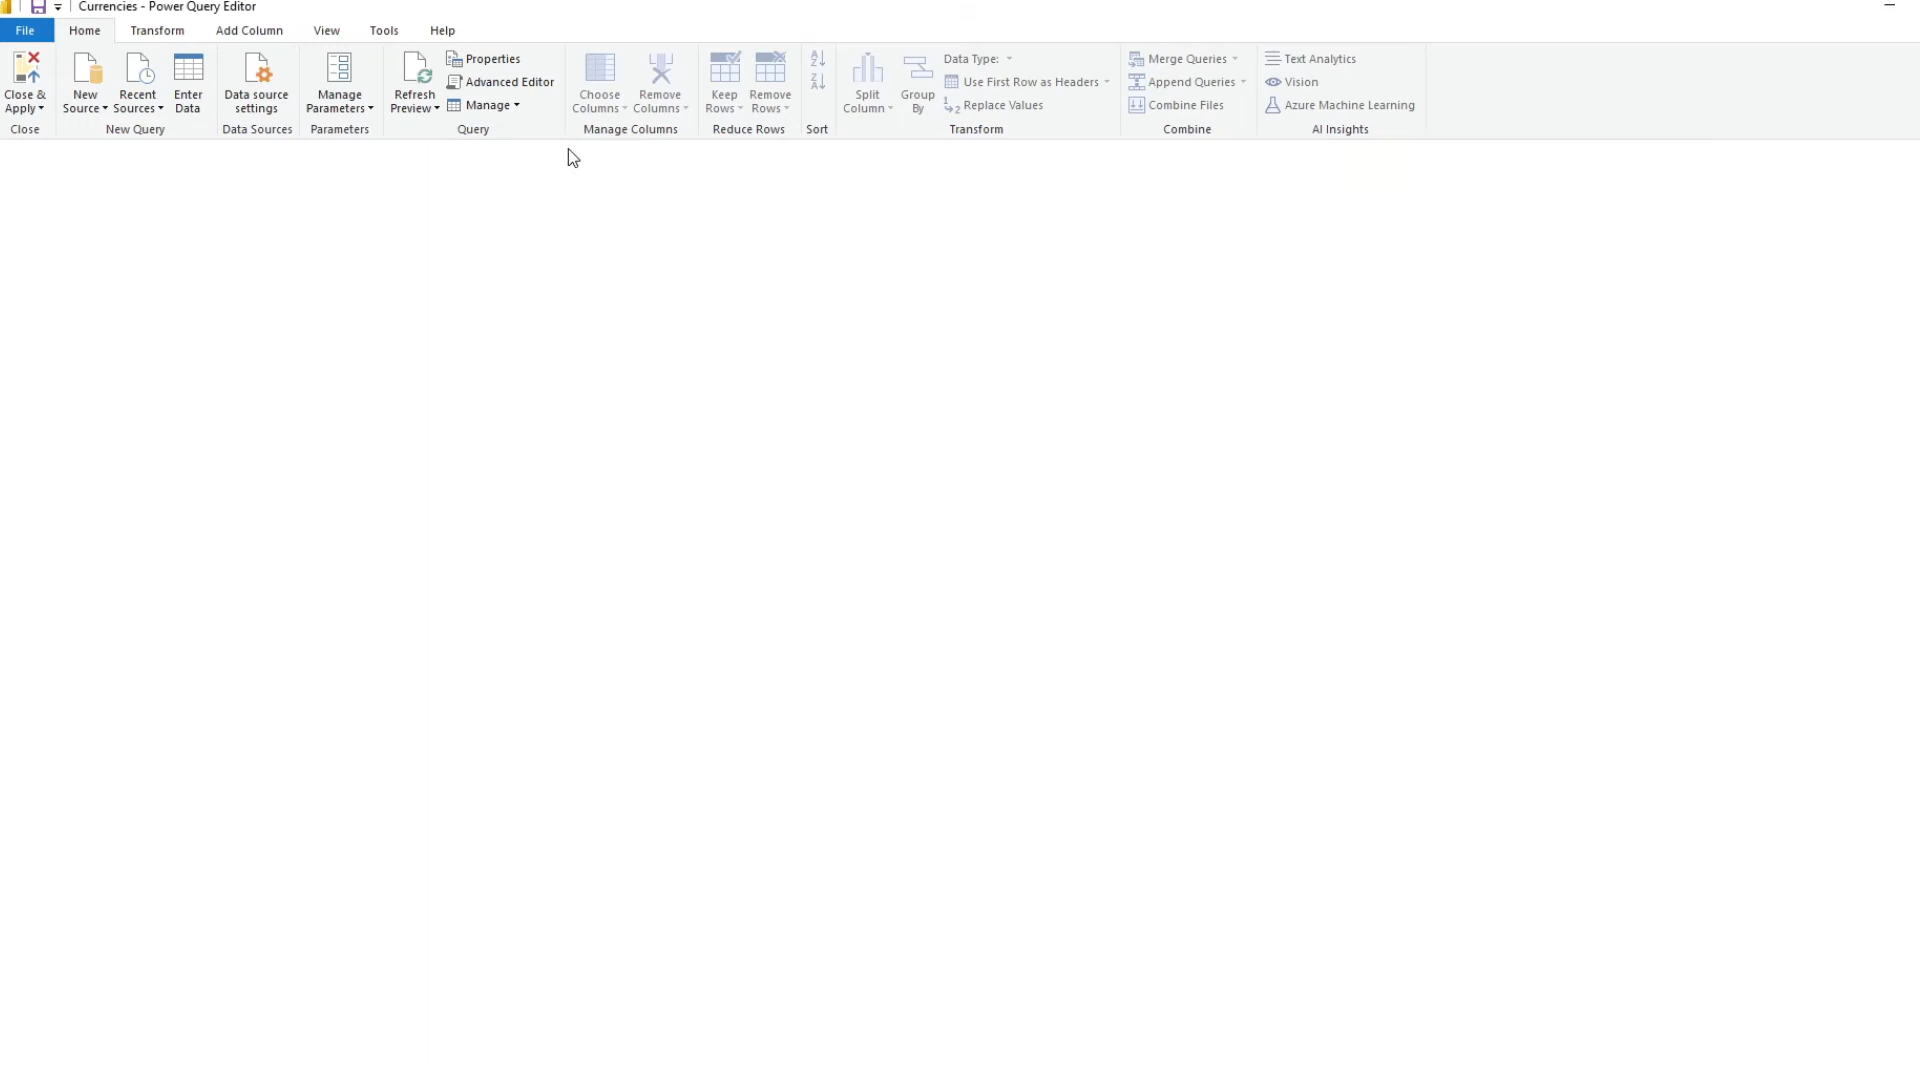 Currencies - Power Query Editor
File Home Transform Add Column View Tools Help
Close & Apply
Close
New Source
Recent Sources
Enter Data
New Query
Data source settings
Data Sources
Manage Parameters
Parameters
Refresh Preview
Properties
Advanced Editor
Manage
Query
Choose Columns
Remove Columns
Manage Columns
Keep Rows
Remove Rows
Reduce Rows
Sort
Split Column
Group By
Data Type:
Use First Row as Headers
Replace Values
Transform
Merge Queries
Append Queries
Combine Files
Combine
Text Analytics
Vision
Azure Machine Learning
AI Insights